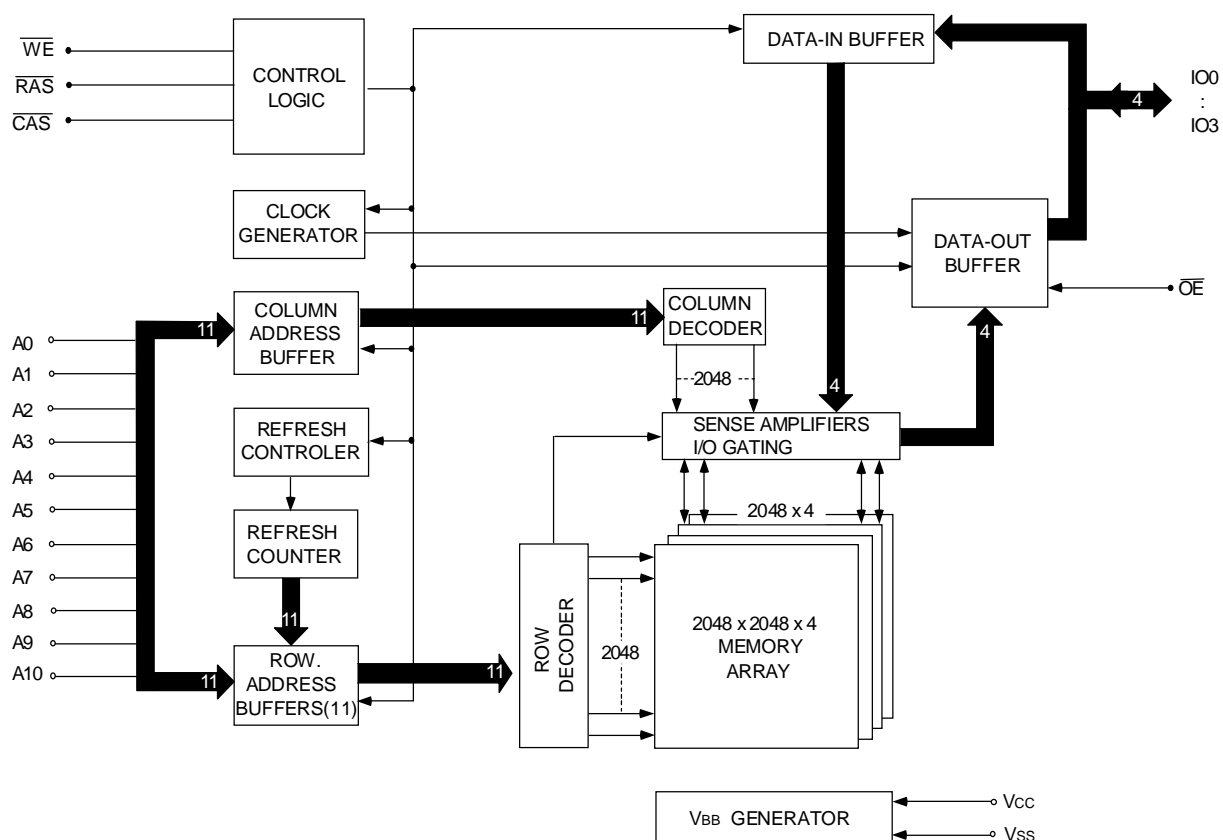 WE
RAS
CAS
CONTROL
LOGIC
DATA-IN BUFFER
4
IO0
:
IO3
CLOCK
GENERATOR
DATA-OUT
BUFFER
OE
COLUMN
ADDRESS
BUFFER
11
11
COLUMN
DECODER
4
2048
4
SENSE AMPLIFIERS
I/O GATING
A0
A1
A2
A3
A4
A5
A6
A7
A8
A9
A10
REFRESH
CONTROLER
REFRESH
COUNTER
11
11
ROW.
ADDRESS
BUFFERS(11)
11
ROW
DECODER
2048
2048 x 4
2048 x 2048 x 4
MEMORY
ARRAY
VBB GENERATOR
VCC
VSS